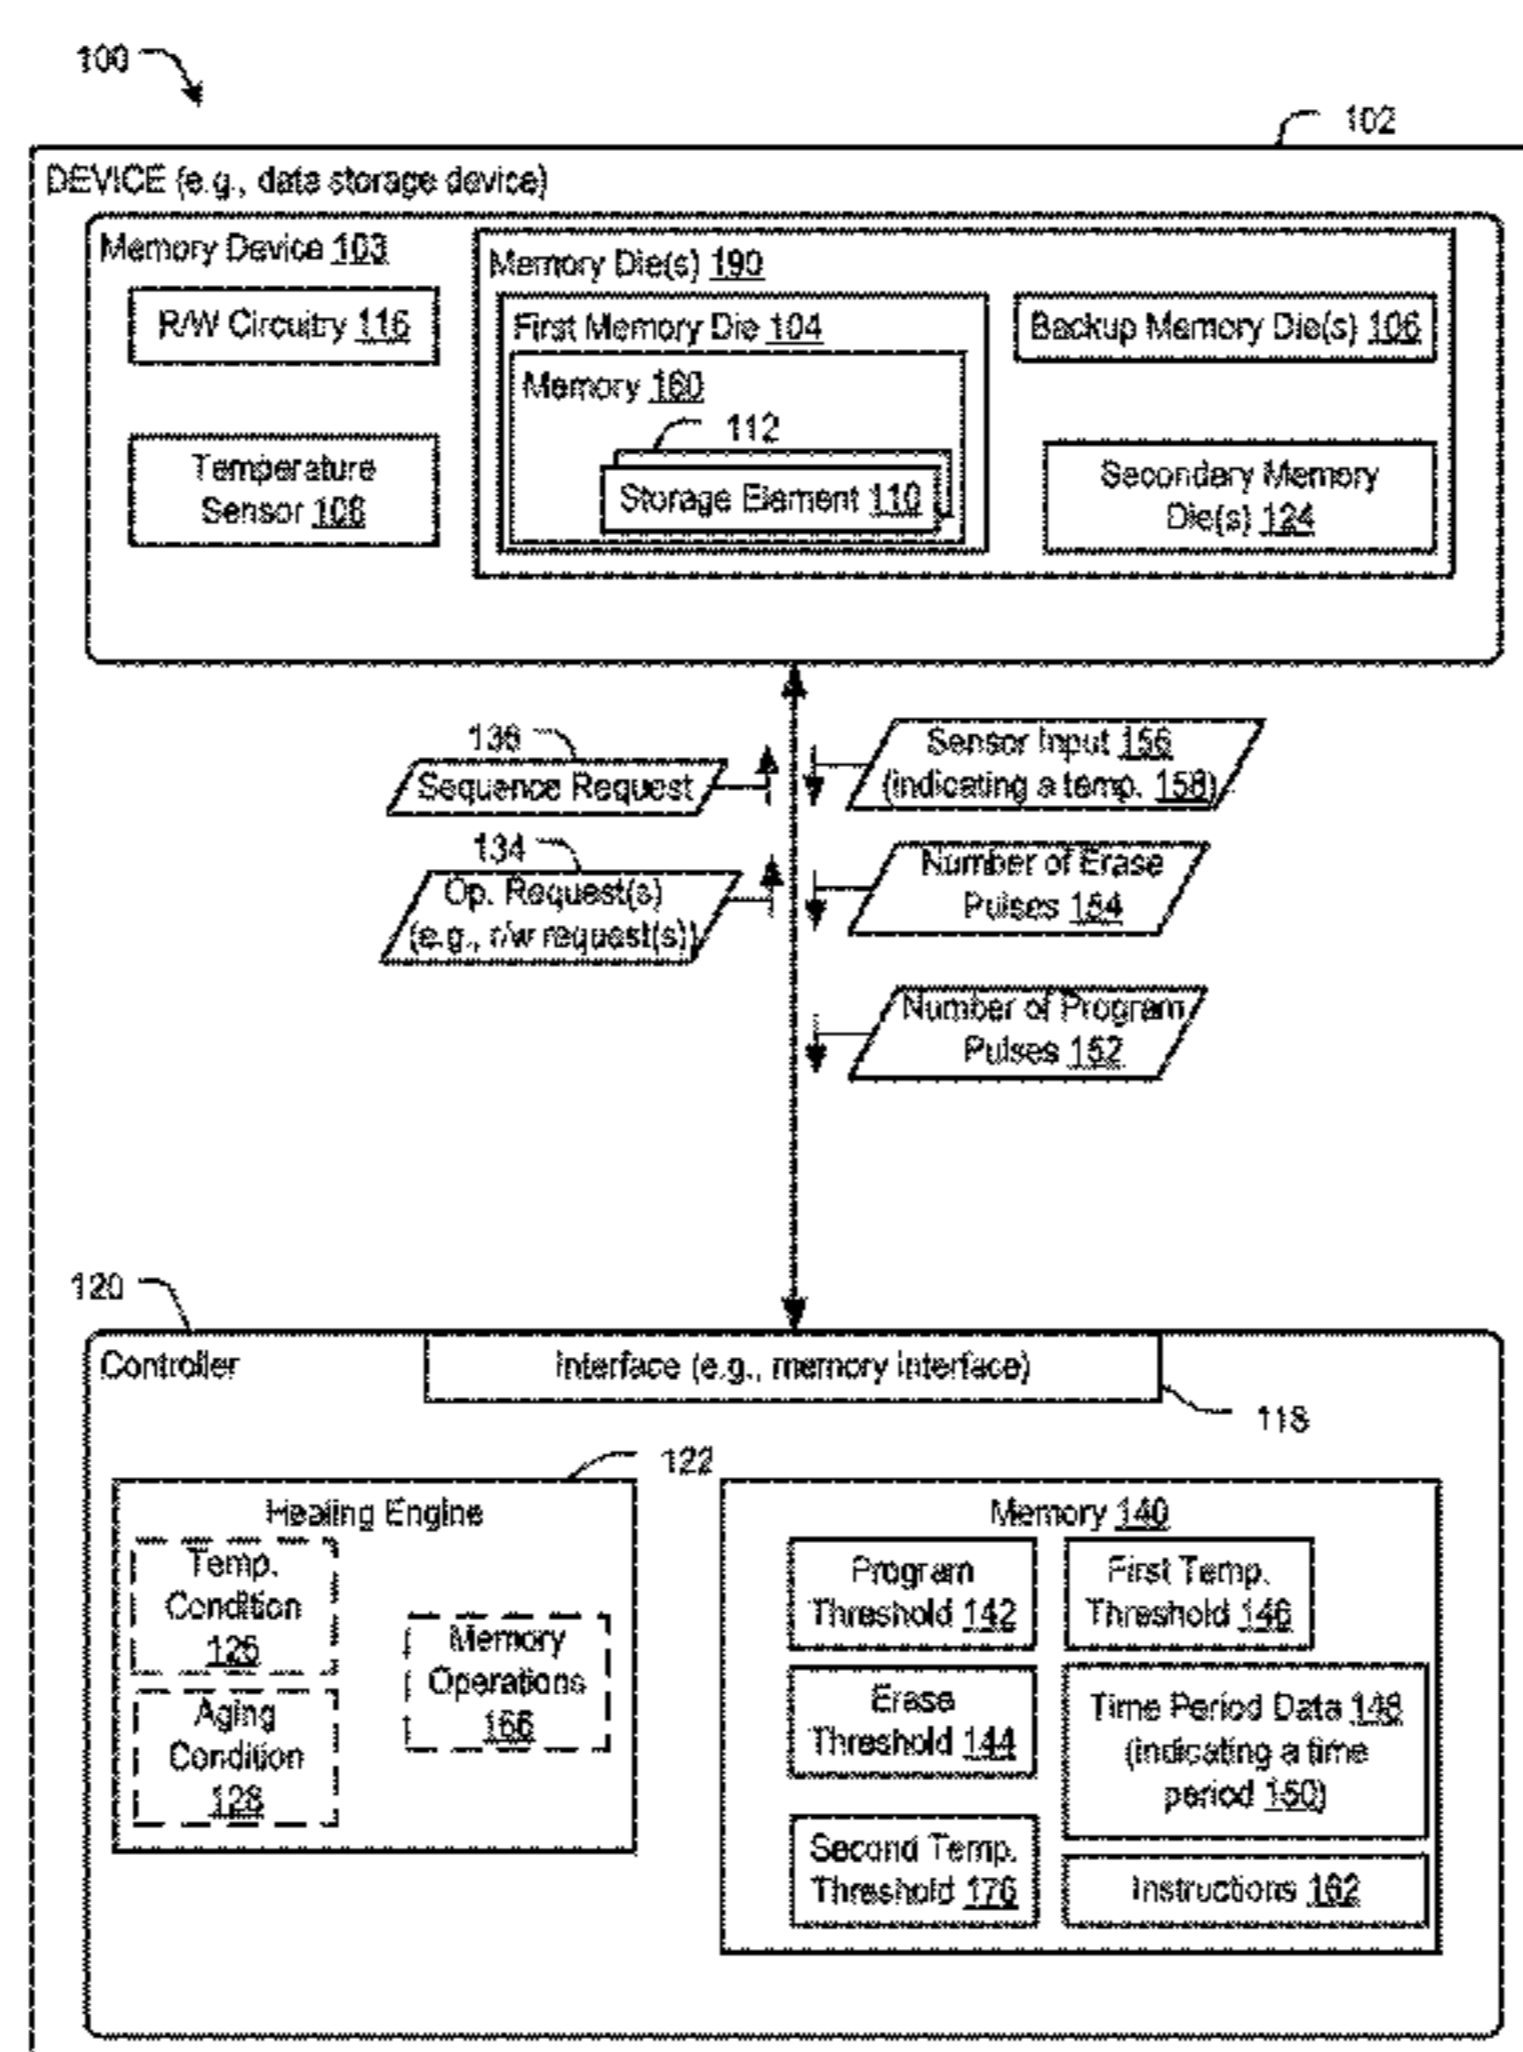 100
102
DEVICE (e.g., data storage device)
Memory Device 103
R/W Circuitry 116
Temperature
Sensor 108
Memory Die(s) 190
First Memory Die 104
Memory 160
112
Storage Element 110
Backup Memory Die(s) 106
Secondary Memory
Die(s) 124
136
Sequence Request
134
Op. Request(s)
(e.g., r/w request(s))
Sensor Input 156
(indicating a temp. 158)
Number of Erase
Pulses 154
Number of Program
Pulses 152
120
Controller
Interface (e.g., memory interface)
118
122
Healing Engine
Temp.
Condition
126
Aging
Condition
128
Memory
Operations
166
Memory 140
Program
Threshold 142
First Temp.
Threshold 146
Erase
Threshold 144
Time Period Data 148
(indicating a time
period 150)
Second Temp.
Threshold 176
Instructions 162